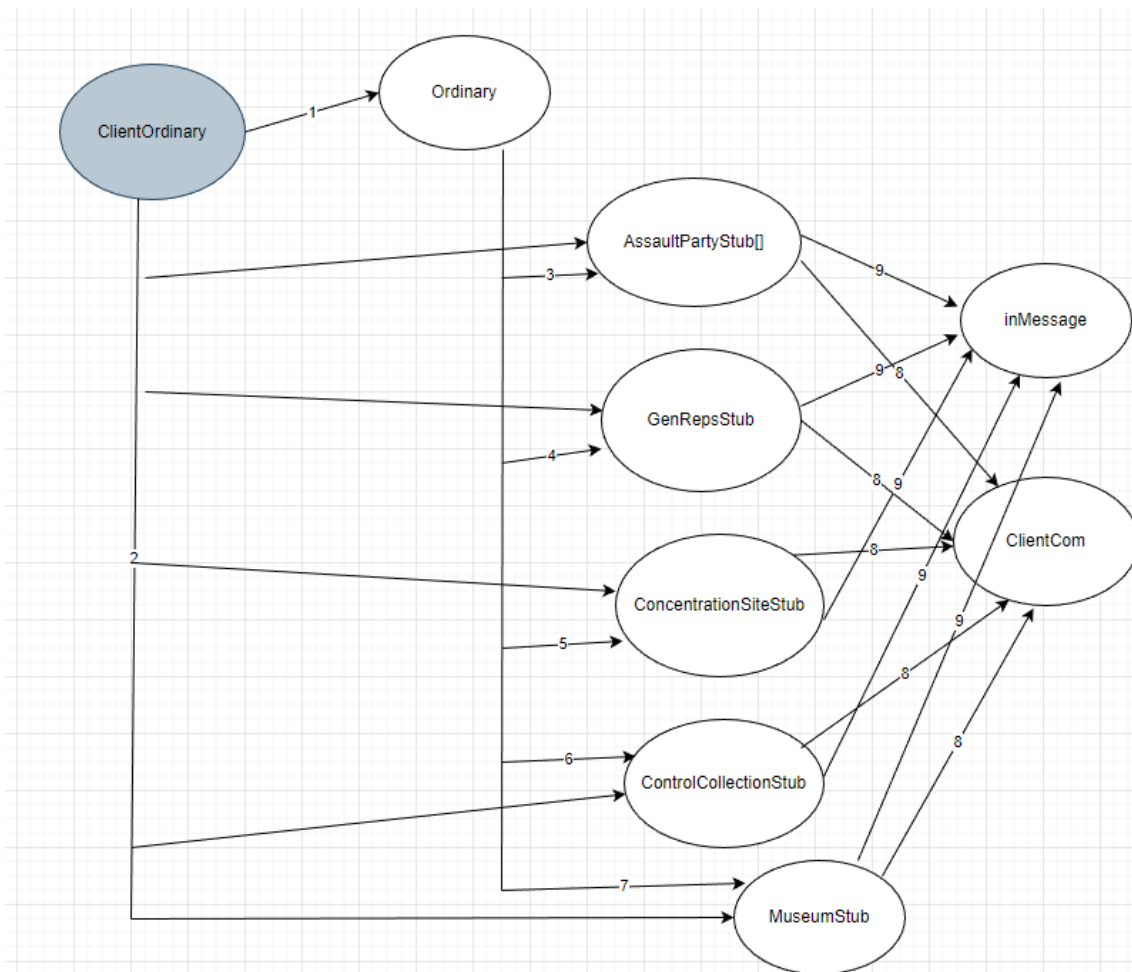 Ordinary
ClientOrdinary
1
AssaultPartyStub[]
3
9
inMessage
9
8
GenRepsStub
4
8
9
ClientCom
2
8
9
ConcentrationSiteStub
9
5
8
6
ControlCollectionStub
8
7
MuseumStub